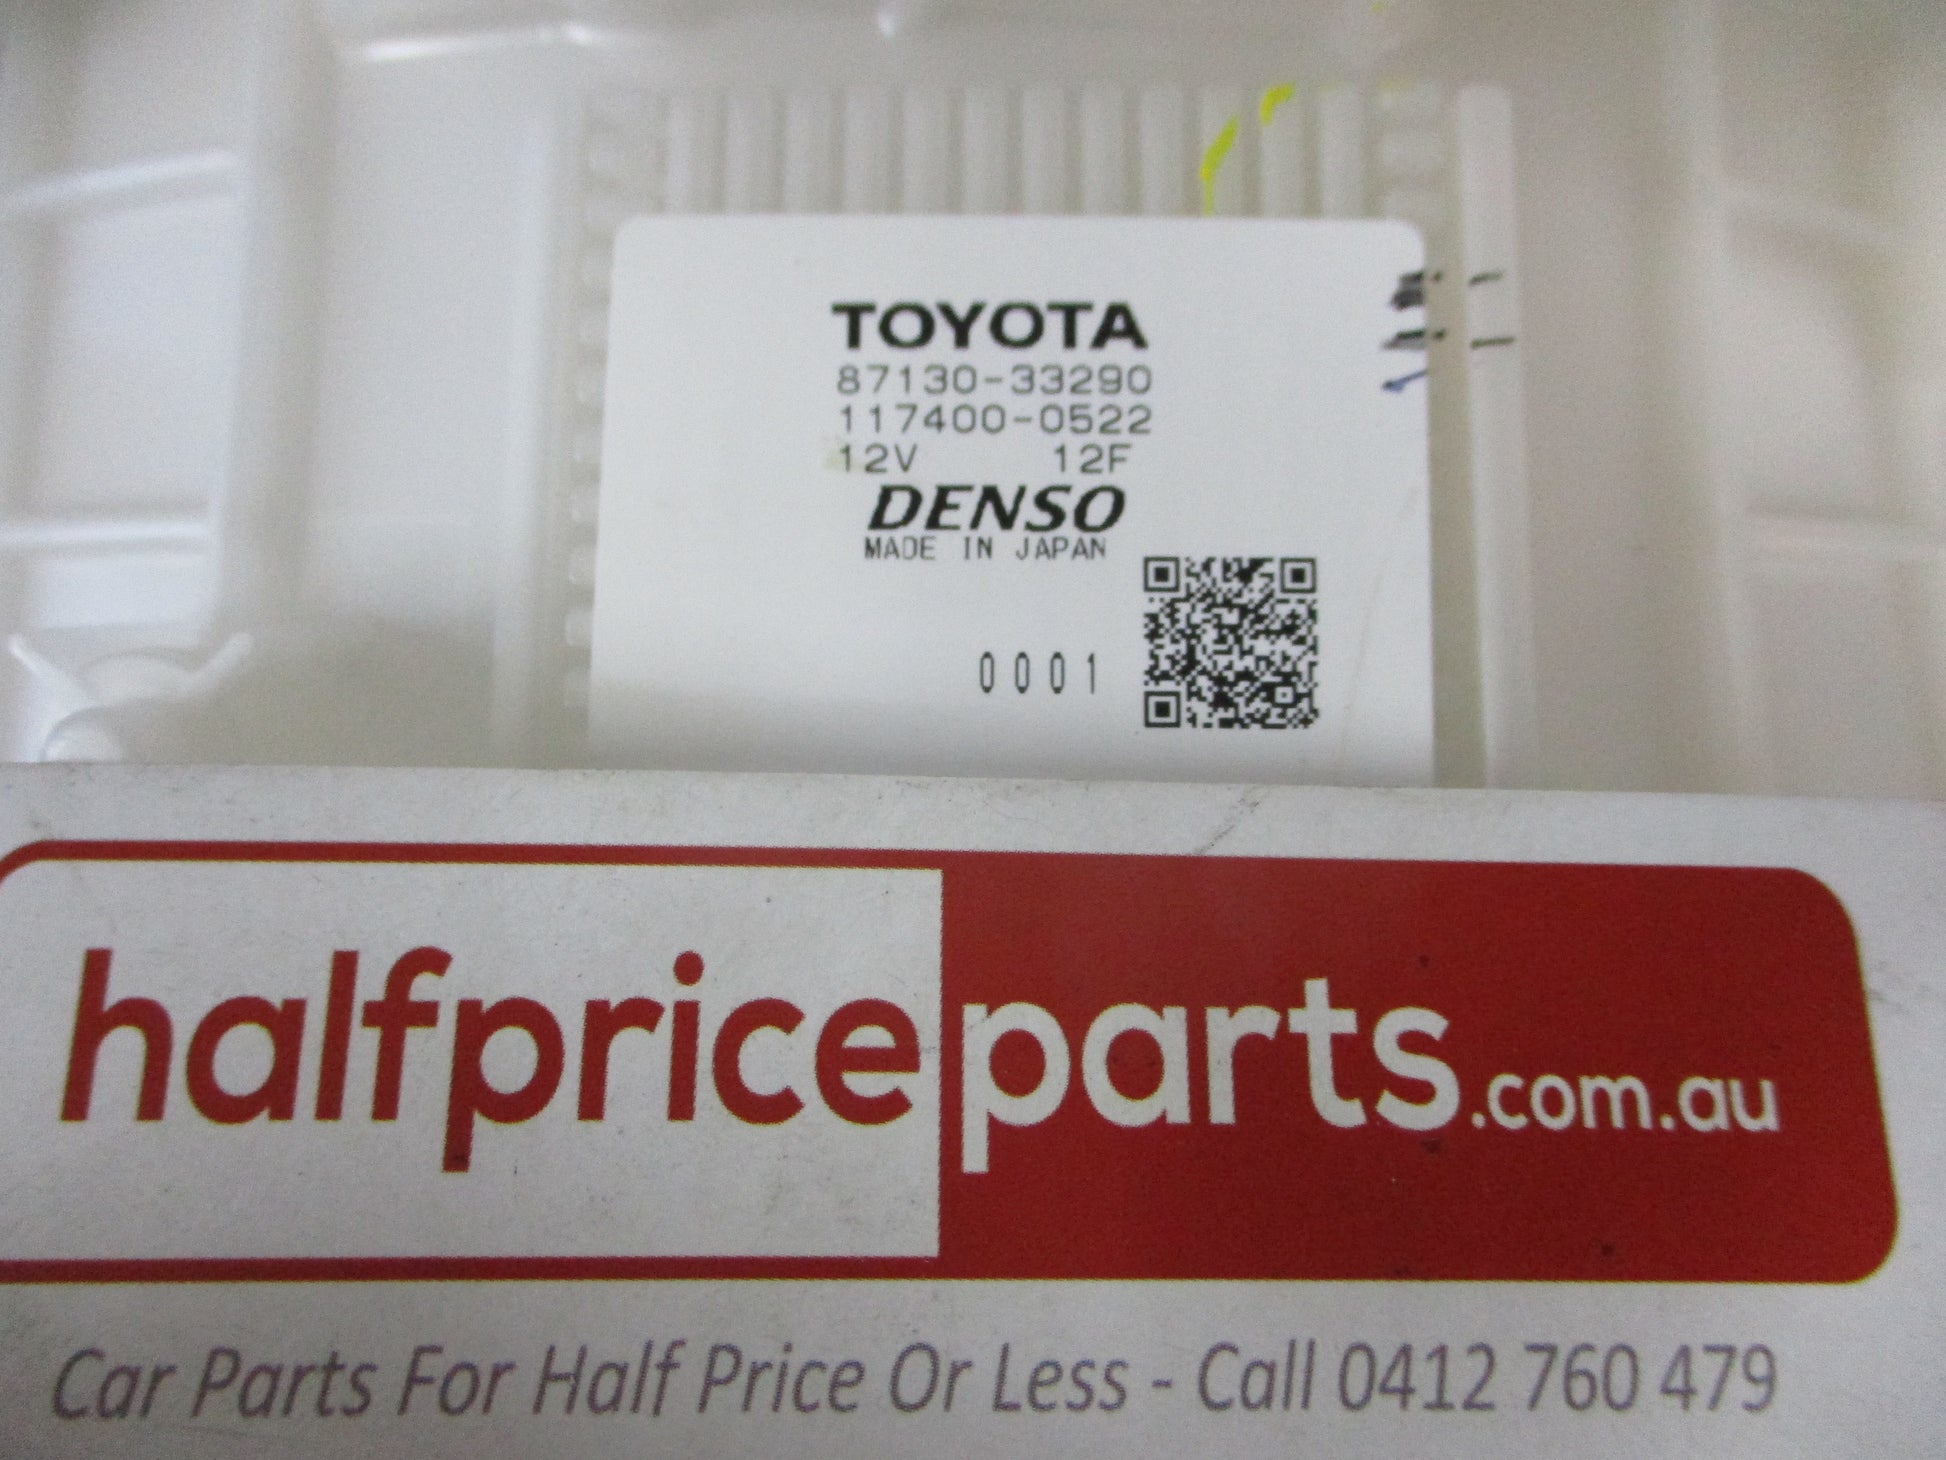 TOYOTA
87130-33290
117400-0522
12V 12F
DENSO
MADE IN JAPAN
0001
halfpriceparts.com.au
Car Parts For Half Price Or Less - Call 0412 760 479